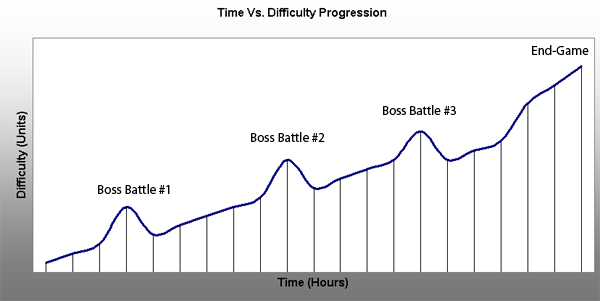 Time Vs. Difficulty Progression
End-Game
Boss Battle #3
Boss Battle #2
Boss Battle #1
Difficulty (Units)
Time (Hours)